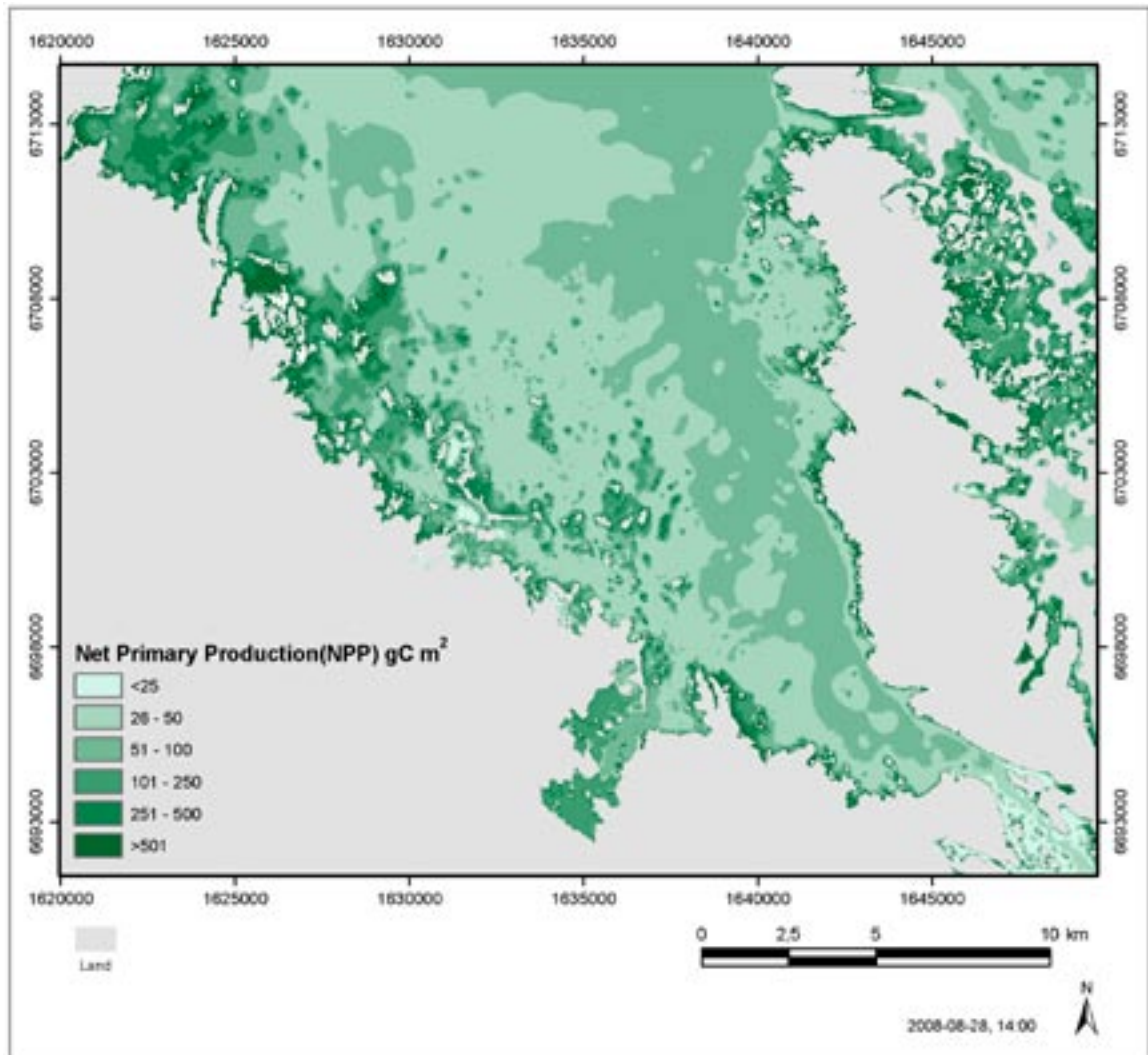 1620000 1625000 1630000 1635000 1640000 1645000
6713000 6713000
6708000 6708000
6703000 6703000
6698000 6698000
6693000 6693000
Net Primary Production(NPP) gC m²
<25
26 - 50
51 - 100
101 - 250
251 - 500
>501
1620000 1625000 1630000 1635000 1640000 1645000
Land
0 2,5 5 10 km
N
2008-08-28, 14:00